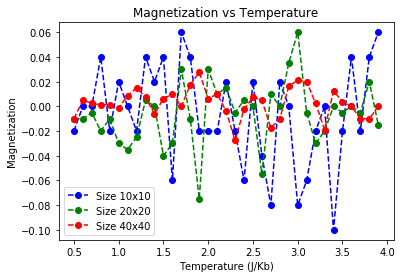 Magnetization vs Temperature
0.06
0.04
0.02
0.00
−0.02
−0.04
−0.06
−0.08
−0.10
Magnetization
Size 10x10
Size 20x20
Size 40x40
0.5 1.0 1.5 2.0 2.5 3.0 3.5 4.0
Temperature (J/Kb)